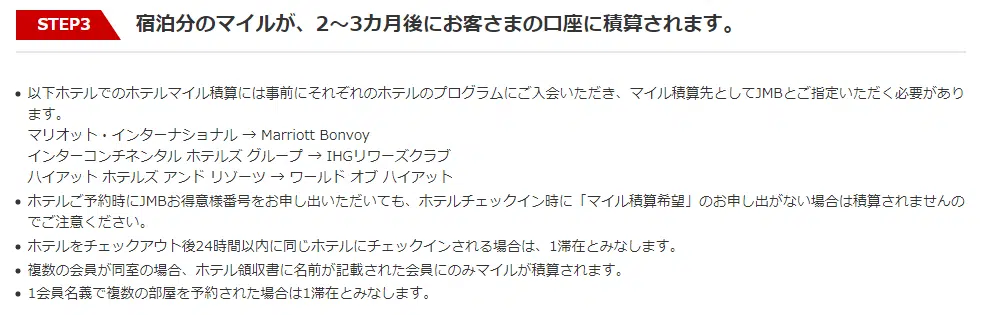 STEP3 宿泊分のマイルが、2～3カ月後にお客さまの口座に積算されます。
• 以下ホテルでのホテルマイル積算には事前にそれぞれのホテルのプログラムにご入会いただき、マイル積算先としてJMBとご指定いただく必要があり
ます。
マリオット・インターナショナル → Marriott Bonvoy
インターコンチネンタル ホテルズ グループ → IHGリワーズクラブ
ハイアット ホテルズ アンド リゾーツ → ワールド オブ ハイアット
• ホテルご予約時にJMBお得意様番号をお申し出いただいても、ホテルチェックイン時に「マイル積算希望」のお申し出がない場合は積算されませんの
でご注意ください。
• ホテルをチェックアウト後24時間以内に同じホテルにチェックインされる場合は、1滞在とみなします。
• 複数の会員が同室の場合、ホテル領収書に名前が記載された会員にのみマイルが積算されます。
• 1会員名義で複数の部屋を予約された場合は1滞在とみなします。